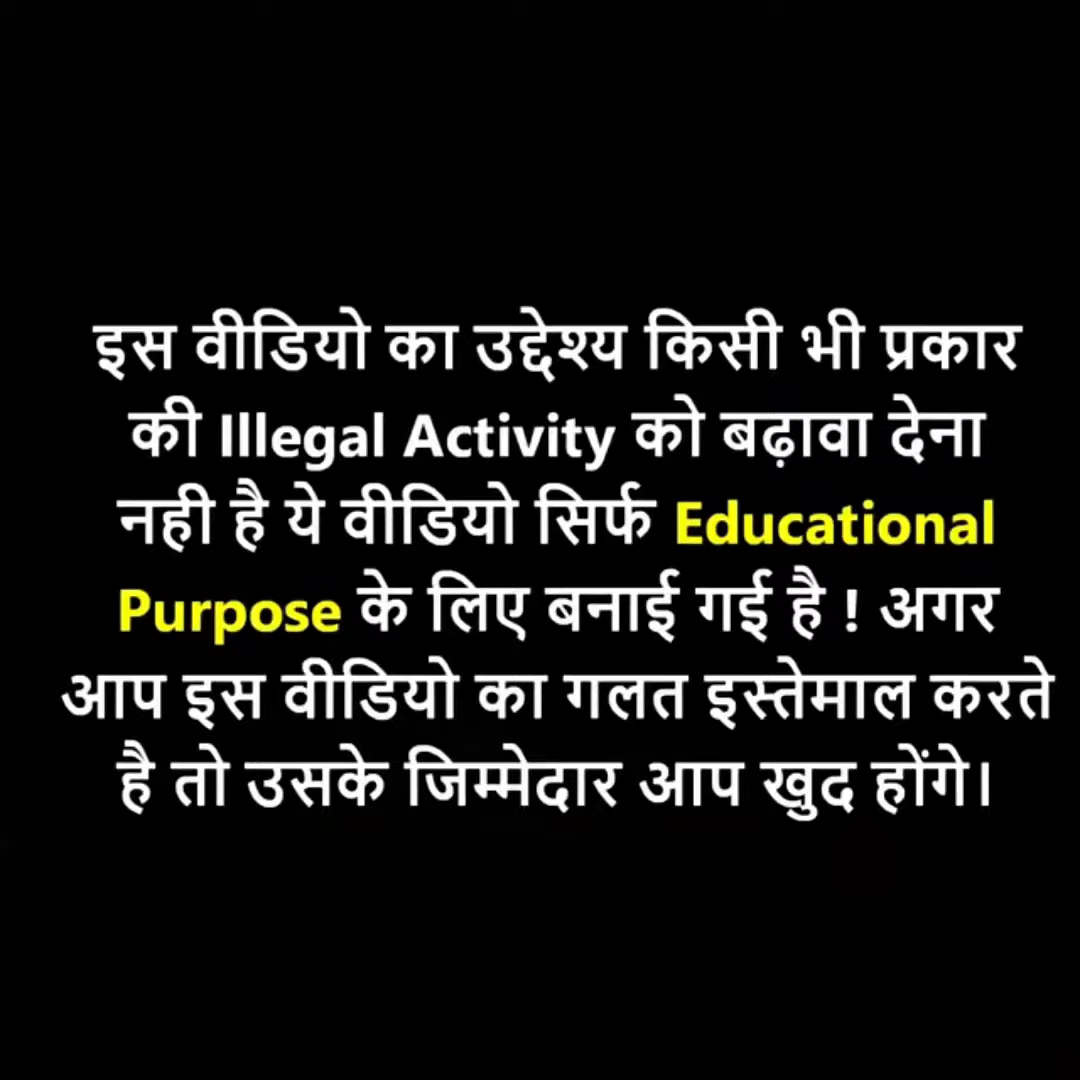 इस वीडियो का उद्देश्य किसी भी प्रकार
की Illegal Activity को बढ़ावा देना
नही है ये वीडियो सिर्फ Educational
Purpose के लिए बनाई गई है ! अगर
आप इस वीडियो का गलत इस्तेमाल करते
है तो उसके जिम्मेदार आप खुद होंगे।